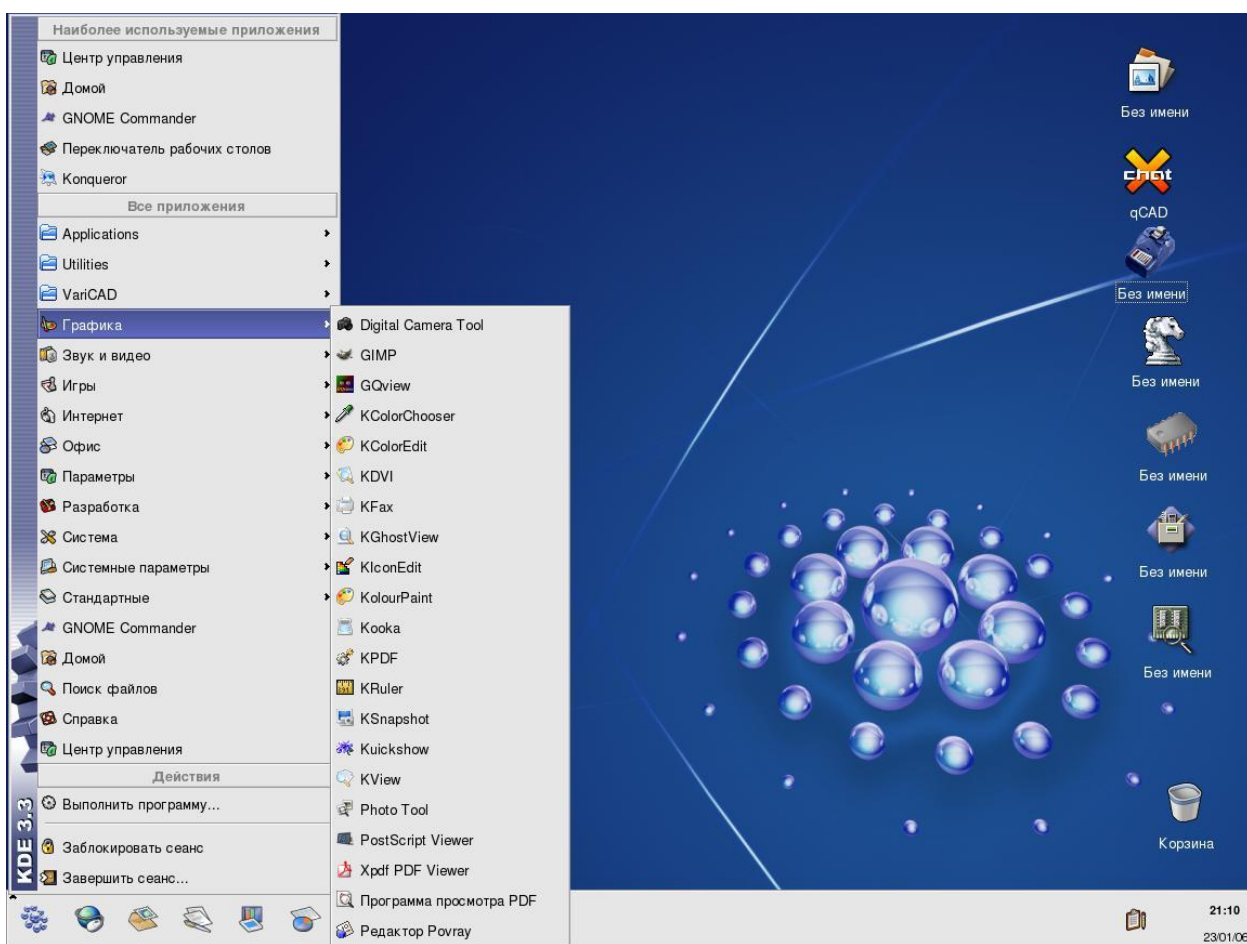 Наиболее используемые приложения
Центр управления
Домой
GNOME Commander
Переключатель рабочих столов
Konqueror
Все приложения
Applications
Utilities
VariCAD
Графика
Звук и видео
Игры
Интернет
Офис
Параметры
Разработка
Система
Системные параметры
Стандартные
GNOME Commander
Домой
Поиск файлов
Справка
Центр управления
Действия
Выполнить программу...
Заблокировать сеанс
Завершить сеанс...
KDE 3.3
Digital Camera Tool
GIMP
GQview
KColorChooser
KColorEdit
KDVI
KFax
KGhostView
KIconEdit
KolourPaint
Kooka
KPDF
KRuler
KSnapshot
Kuickshow
KView
Photo Tool
PostScript Viewer
Xpdf PDF Viewer
Программа просмотра PDF
Редактор Povray
Без имени
chat
qCAD
Без имени
Без имени
Без имени
Без имени
Без имени
Корзина
21:10
23/01/06